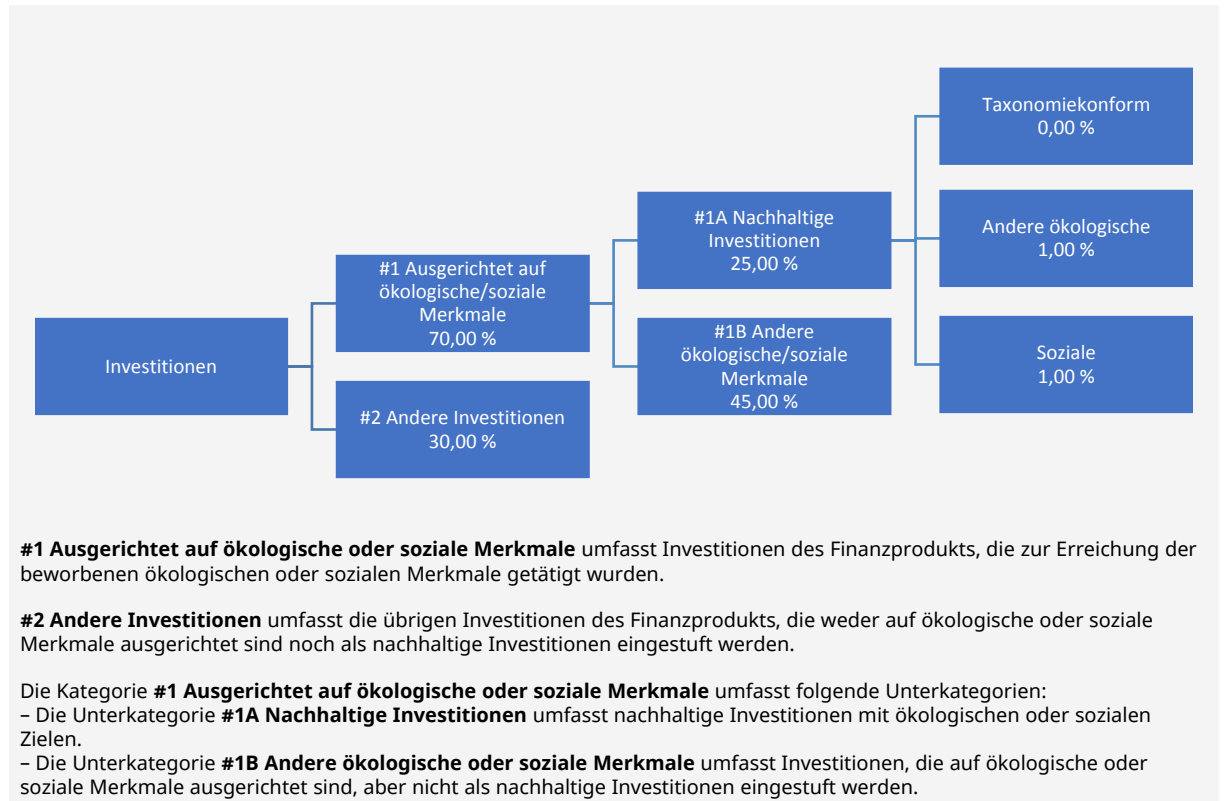 Taxonomiekonform
0,00 %
#1A Nachhaltige
Investitionen
25,00 %
Andere ökologische
1,00 %
#1 Ausgerichtet auf
ökologische/soziale
Merkmale
70,00 %
#1B Andere
ökologische/soziale
Merkmale
45,00 %
Soziale
1,00 %
Investitionen
#2 Andere Investitionen
30,00 %
#1 Ausgerichtet auf ökologische oder soziale Merkmale umfasst Investitionen des Finanzprodukts, die zur Erreichung der
beworbenen ökologischen oder sozialen Merkmale getätigt wurden.
#2 Andere Investitionen umfasst die übrigen Investitionen des Finanzprodukts, die weder auf ökologische oder soziale
Merkmale ausgerichtet sind noch als nachhaltige Investitionen eingestuft werden.
Die Kategorie #1 Ausgerichtet auf ökologische oder soziale Merkmale umfasst folgende Unterkategorien:
– Die Unterkategorie #1A Nachhaltige Investitionen umfasst nachhaltige Investitionen mit ökologischen oder sozialen
Zielen.
– Die Unterkategorie #1B Andere ökologische oder soziale Merkmale umfasst Investitionen, die auf ökologische oder
soziale Merkmale ausgerichtet sind, aber nicht als nachhaltige Investitionen eingestuft werden.